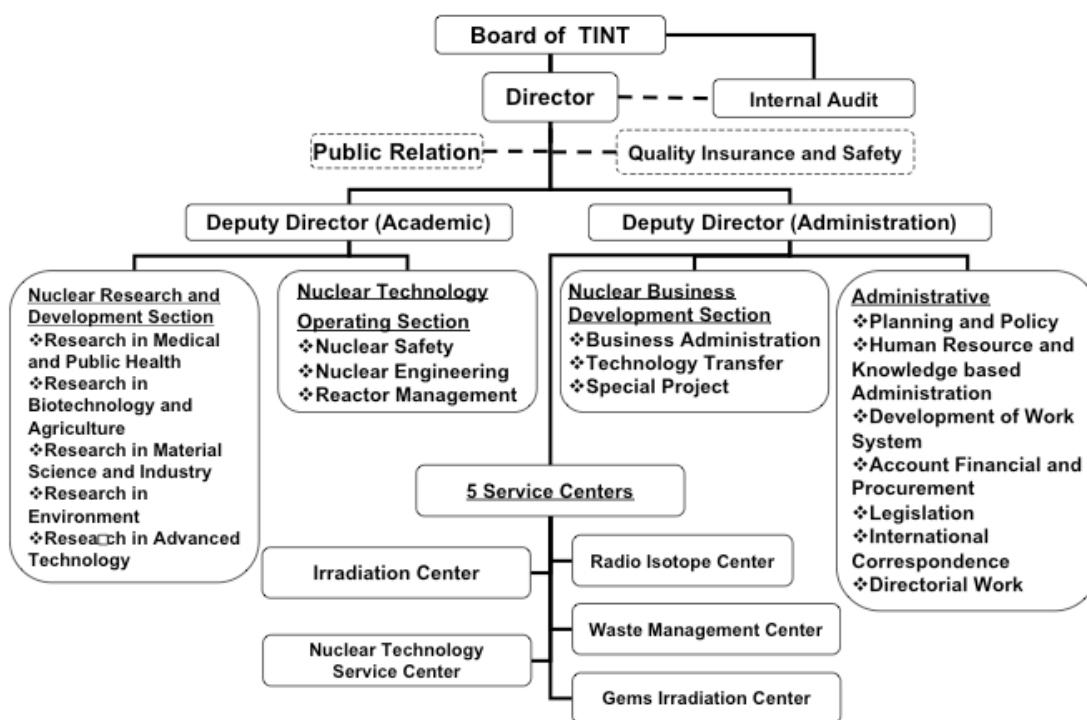 Board of TINT
Director
Internal Audit
Public Relation
Quality Insurance and Safety
Deputy Director (Academic)
Deputy Director (Administration)
Nuclear Research and
Development Section
❖Research in Medical
and Public Health
❖Research in
Biotechnology and
Agriculture
❖Research in Material
Science and Industry
❖Research in
Environment
❖Resea□ch in Advanced
Technology
Nuclear Technology
Operating Section
❖Nuclear Safety
❖Nuclear Engineering
❖Reactor Management
Nuclear Business
Development Section
❖Business Administration
❖Technology Transfer
❖Special Project
Administrative
❖Planning and Policy
❖Human Resource and
Knowledge based
Administration
❖Development of Work
System
❖Account Financial and
Procurement
❖Legislation
❖International
Correspondence
❖Directorial Work
5 Service Centers
Irradiation Center
Radio Isotope Center
Waste Management Center
Nuclear Technology
Service Center
Gems Irradiation Center